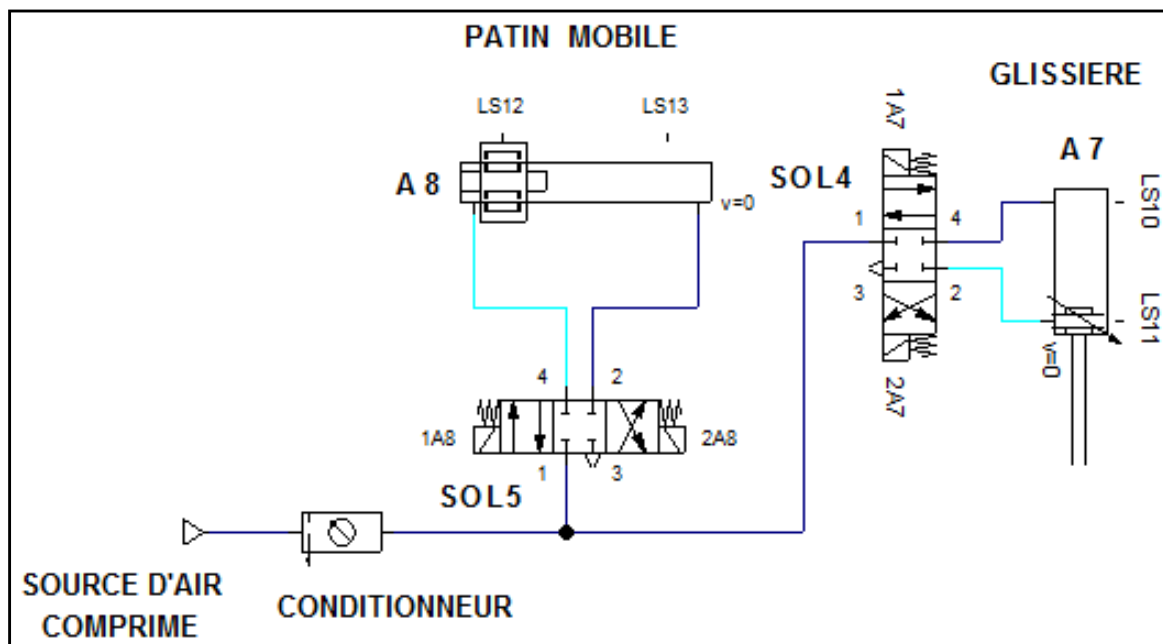 PATIN MOBILE
GLISSIERE
LS12
LS13
1A7
A 7
A 8
SOL4
LS10
v=0
1
4
3
2
LS11
v=0
2A7
4
2
1A8
2A8
1
3
SOL5
SOURCE D'AIR
COMPRIME
CONDITIONNEUR